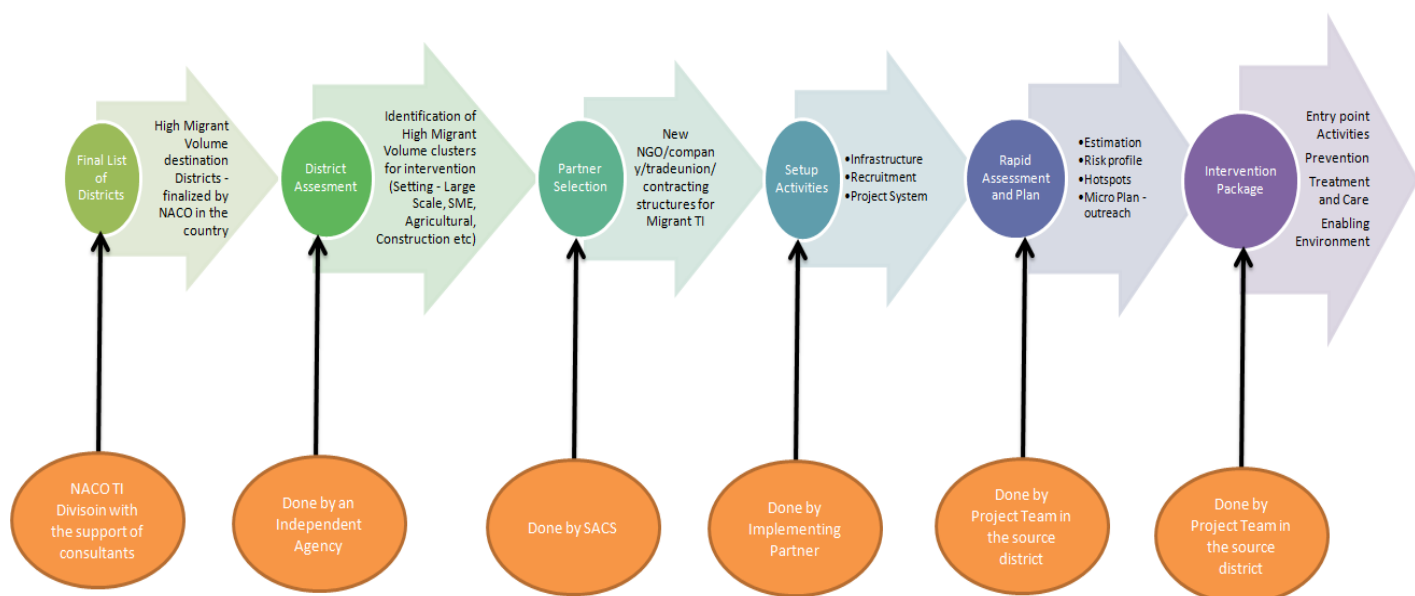 Final List
of
Districts
High Migrant
Volume
destination
Districts -
finalized by
NACO in the
country
District
Assesment
Identification of
High Migrant
Volume clusters
for intervention
(Setting - Large
Scale, SME,
Agricultural,
Construction etc)
Partner
Selection
New
NGO/compan
y/tradeunion/
contracting
structures for
Migrant TI
Setup
Activities
•Infrastructure
•Recruitment
•Project System
Rapid
Assessment
and Plan
•Estimation
•Risk profile
•Hotspots
•Micro Plan -
outreach
Intervention
Package
Entry point
Activities
Prevention
Treatment
and Care
Enabling
Environment
NACO TI
Divisoin with
the support of
consultants
Done by an
Independent
Agency
Done by SACS
Done by
Implementing
Partner
Done by
Project Team in
the source
district
Done by
Project Team in
the source
district